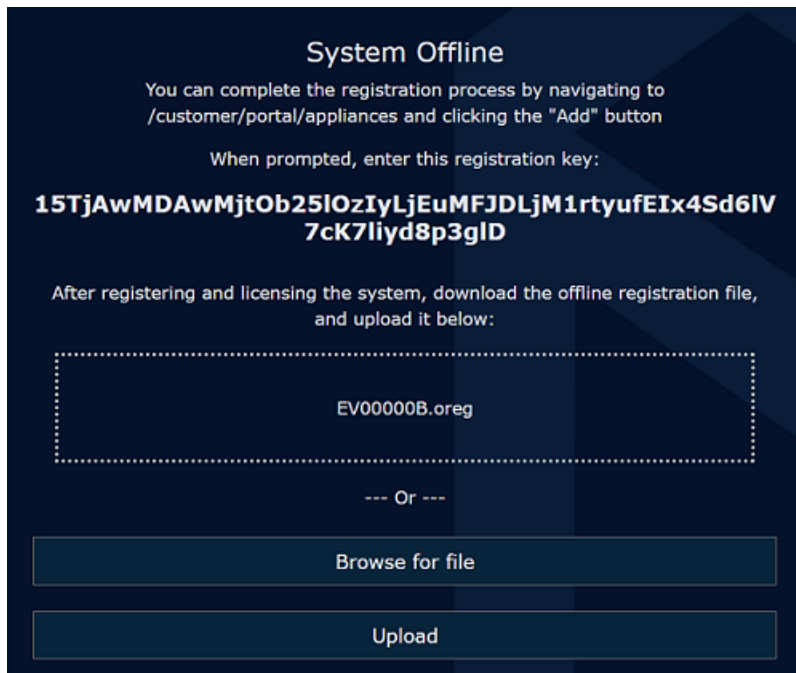 System Offline
You can complete the registration process by navigating to
/customer/portal/appliances and clicking the "Add" button
When prompted, enter this registration key:
15TjAwMDAwMjtOb25lOzIyLjEuMFJDLjM1rtyufEIx4Sd6lV
7cK7liyd8p3glD
After registering and licensing the system, download the offline registration file,
and upload it below:
EV00000B.oreg
--- Or ---
Browse for file
Upload